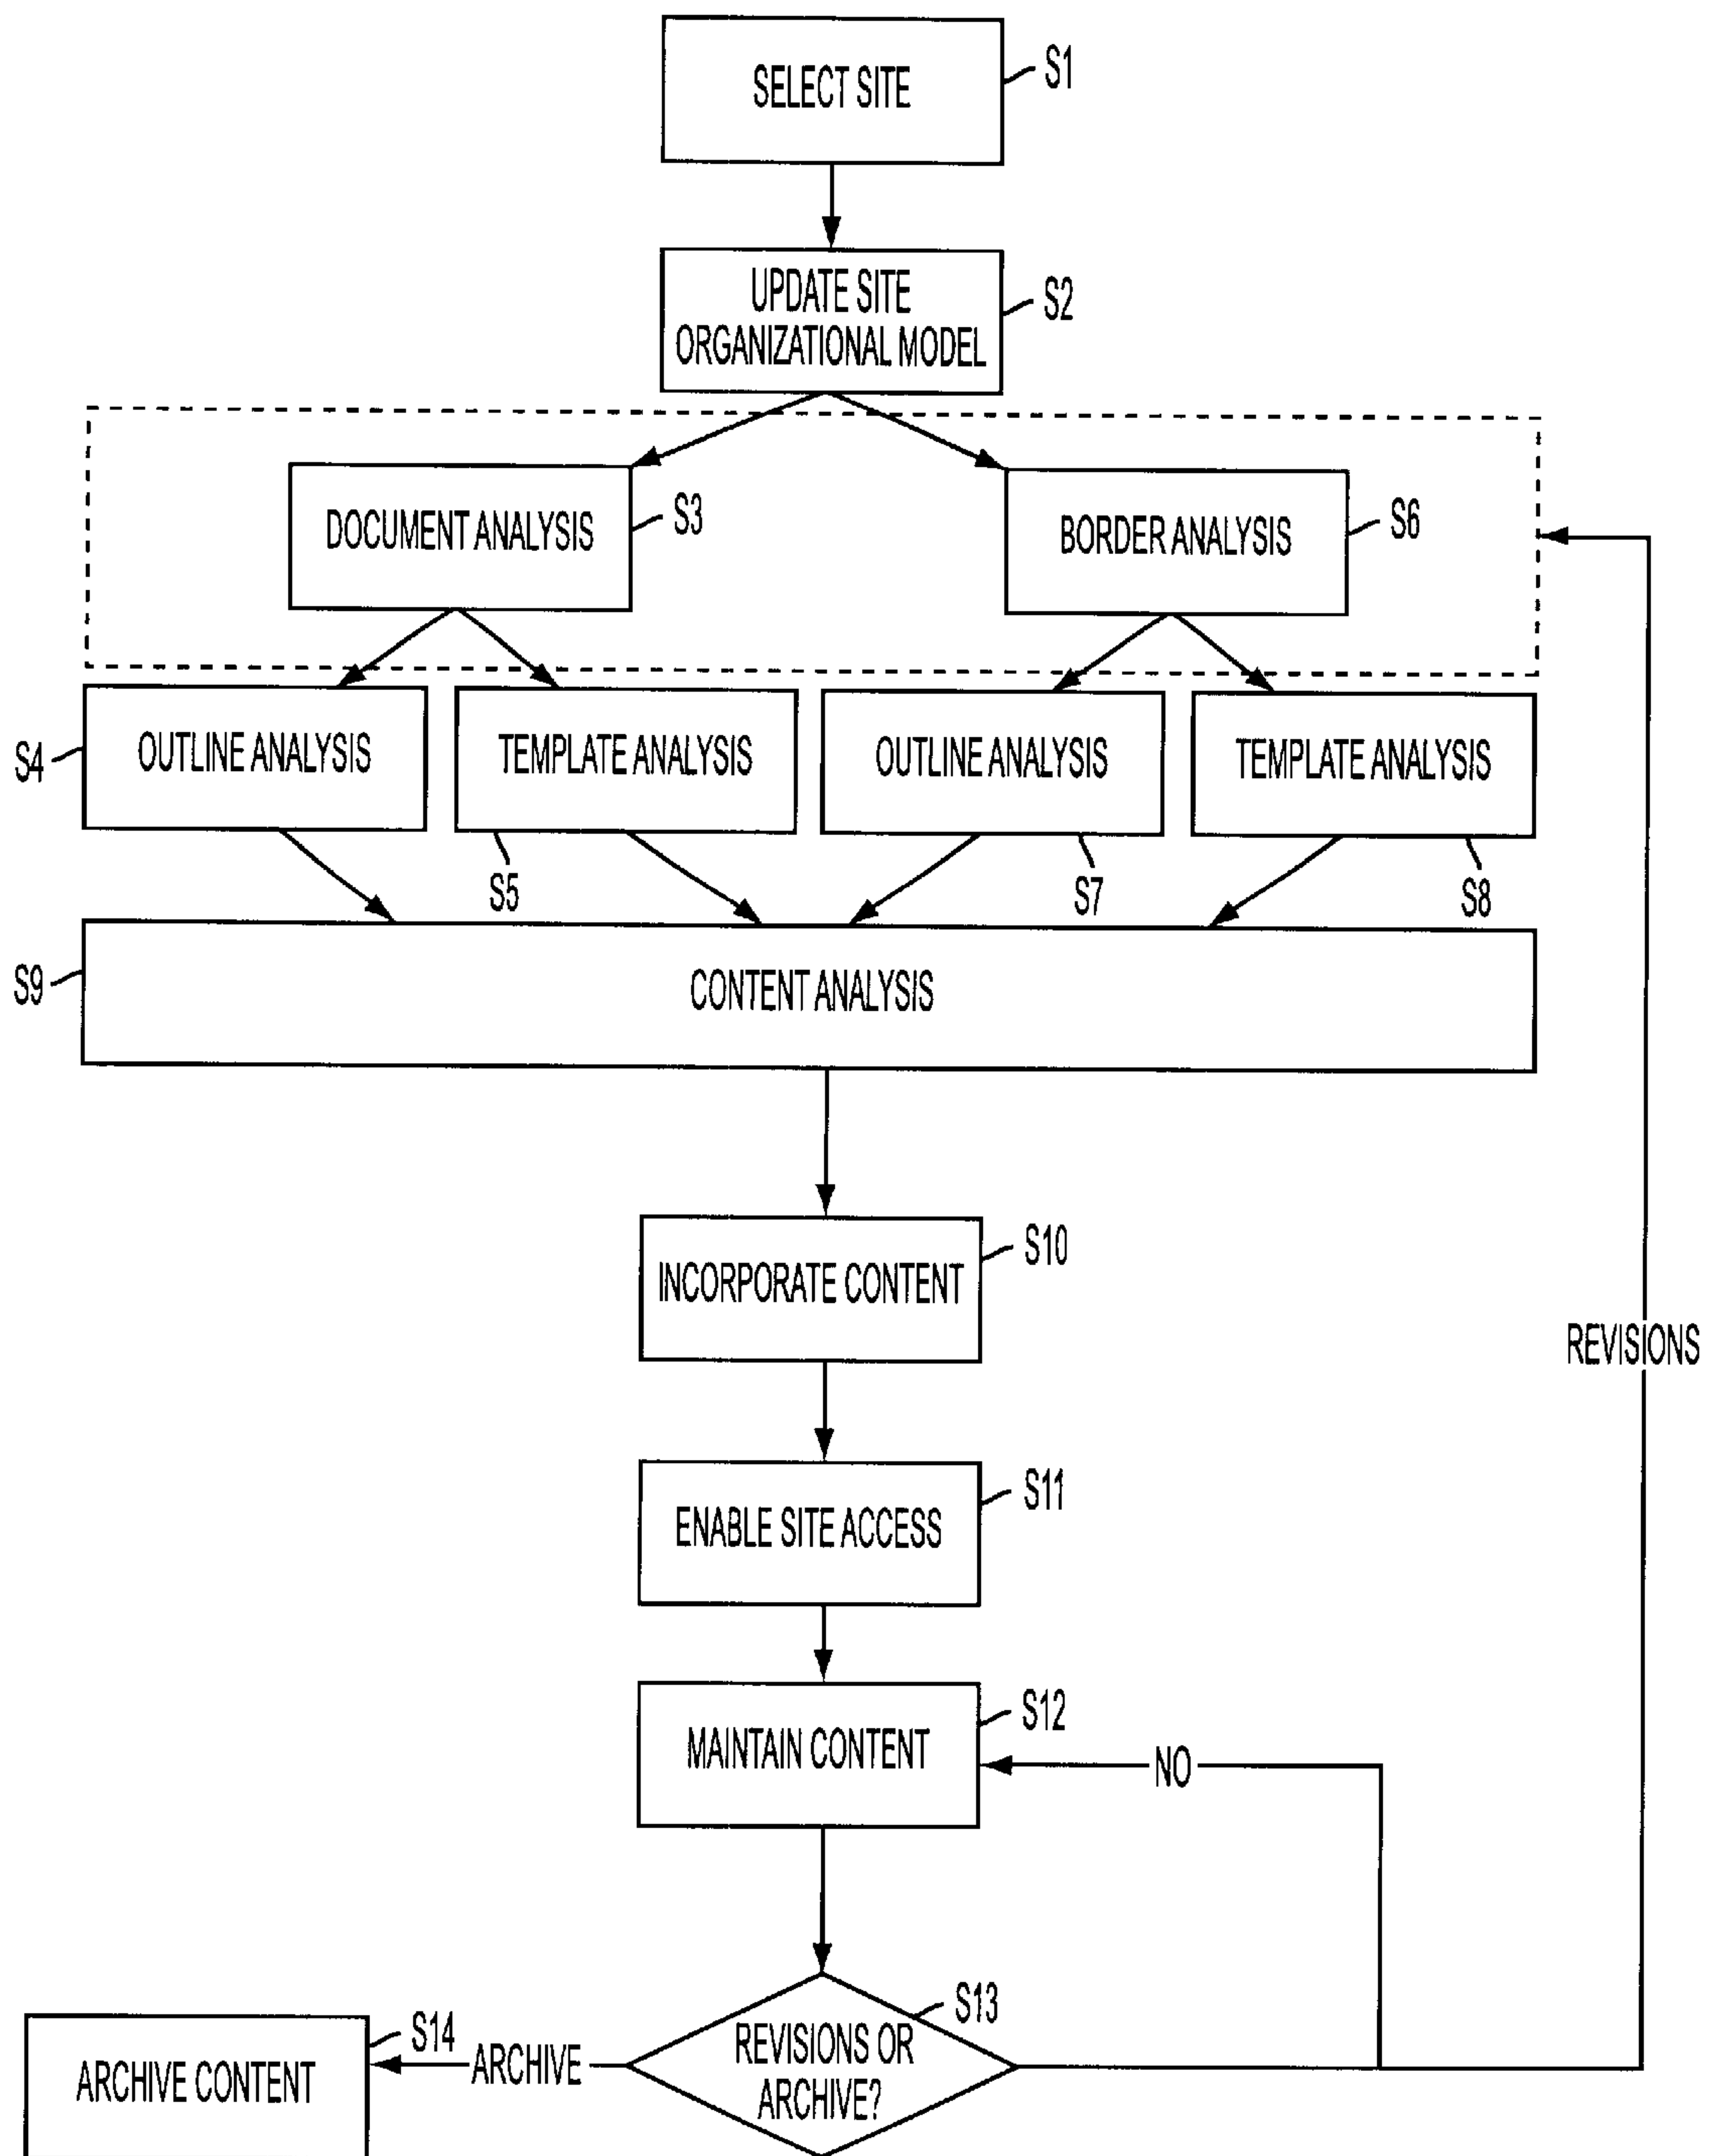 SELECT SITE
S1
UPDATE SITE
ORGANIZATIONAL MODEL
S2
DOCUMENT ANALYSIS
S3
BORDER ANALYSIS
S6
S4
OUTLINE ANALYSIS
TEMPLATE ANALYSIS
OUTLINE ANALYSIS
TEMPLATE ANALYSIS
S5
S7
S8
S9
CONTENT ANALYSIS
S10
INCORPORATE CONTENT
REVISIONS
S11
ENABLE SITE ACCESS
S12
MAINTAIN CONTENT
NO
S13
REVISIONS OR
ARCHIVE?
S14
ARCHIVE
ARCHIVE CONTENT